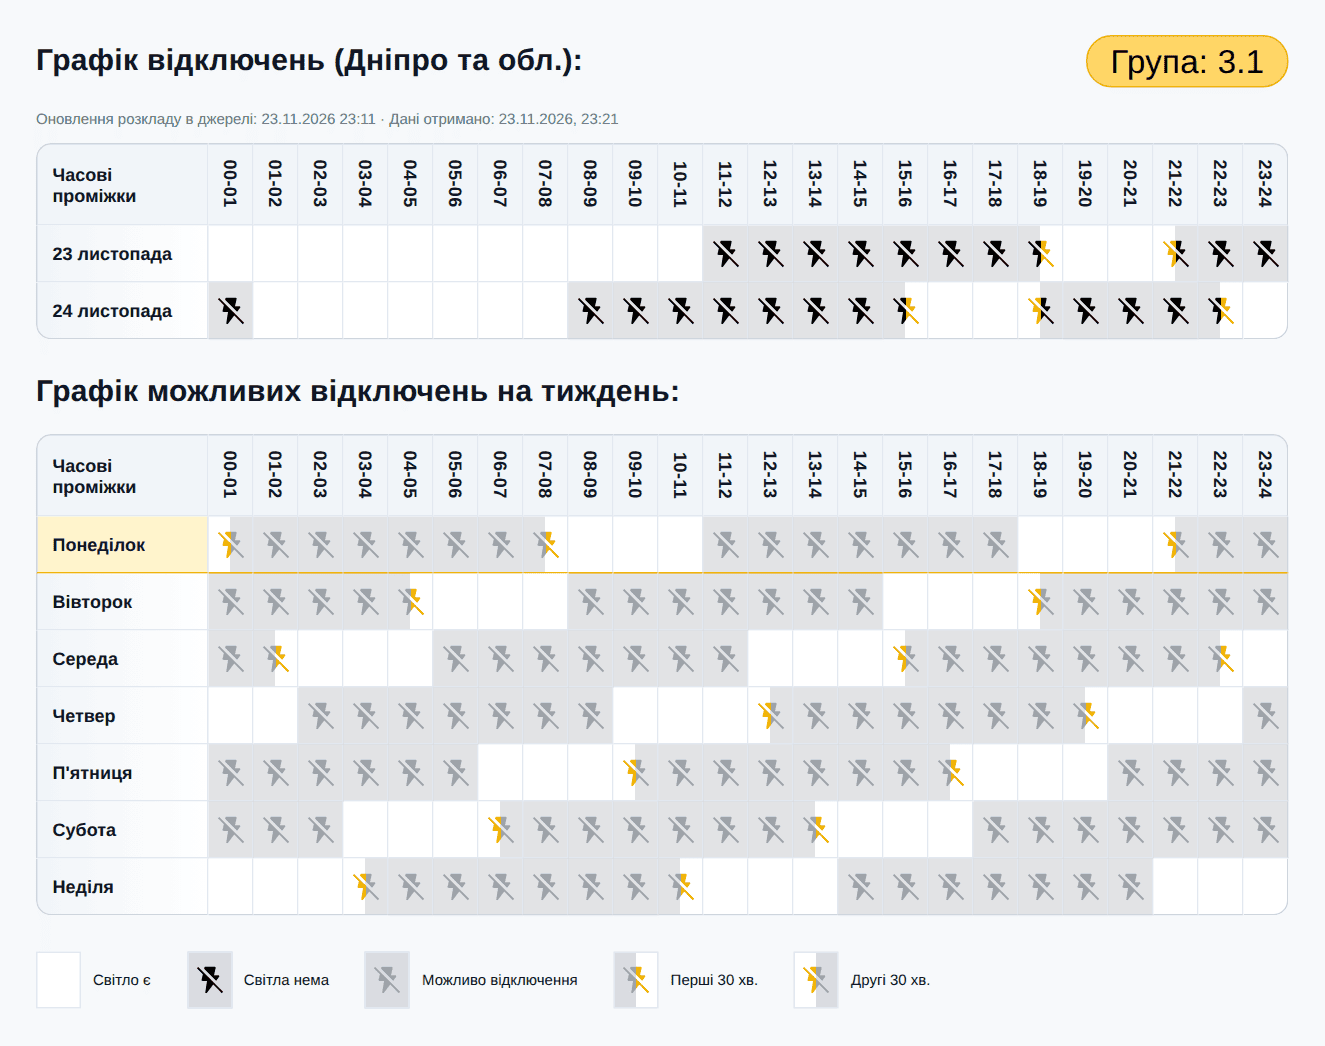 Графік відключень (Дніпро та обл.):
Група: 3.1
Оновлення розкладу в джерелі: 23.11.2026 23:11 · Дані отримано: 23.11.2026, 23:21
Часові
проміжки
00-01 01-02 02-03 03-04 04-05 05-06 06-07 07-08 08-09 09-10 10-11 11-12 12-13 13-14 14-15 15-16 16-17 17-18 18-19 19-20 20-21 21-22 22-23 23-24
23 листопада
24 листопада
Графік можливих відключень на тиждень:
Часові
проміжки
00-01 01-02 02-03 03-04 04-05 05-06 06-07 07-08 08-09 09-10 10-11 11-12 12-13 13-14 14-15 15-16 16-17 17-18 18-19 19-20 20-21 21-22 22-23 23-24
Понеділок
Вівторок
Середа
Четвер
П'ятниця
Субота
Неділя
Світло є
Світла нема
Можливо відключення
Перші 30 хв.
Другі 30 хв.